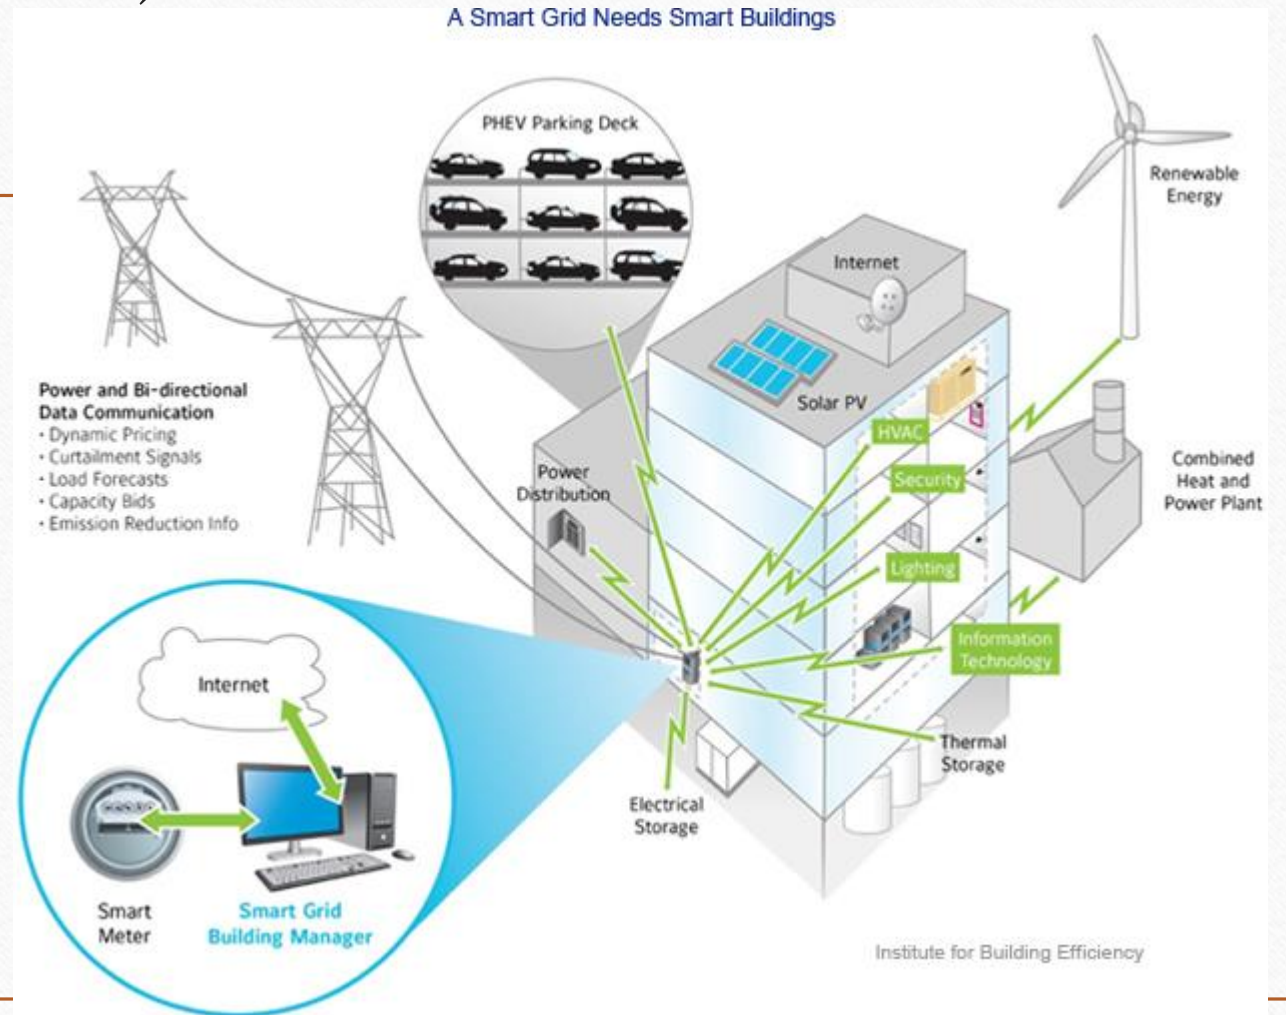 A Smart Grid Needs Smart Buildings
PHEV Parking Deck
Renewable
Energy
Internet
Solar PV
Power and Bi-directional
Data Communication
• Dynamic Pricing
• Curtailment Signals
• Load Forecasts
• Capacity Bids
• Emission Reduction Info
HVAC
Power
Distribution
Security
Combined
Heat and
Power Plant
Lighting
Information
Technology
Internet
Thermal
Storage
Electrical
Storage
Smart
Meter
Smart Grid
Building Manager
Institute for Building Efficiency